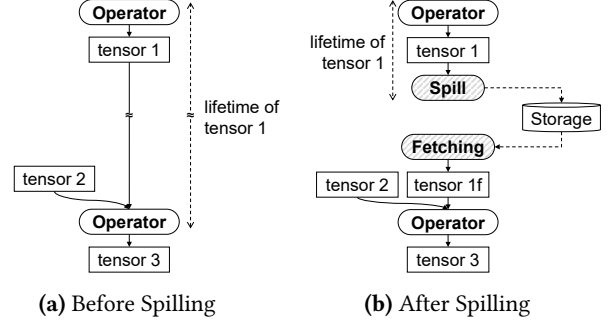 Operator
tensor 1
lifetime of
tensor 1
tensor 2
Operator
tensor 3
(a) Before Spilling
Operator
lifetime of
tensor 1
tensor 1
Spill
Storage
Fetching
tensor 2
tensor 1f
Operator
tensor 3
(b) After Spilling